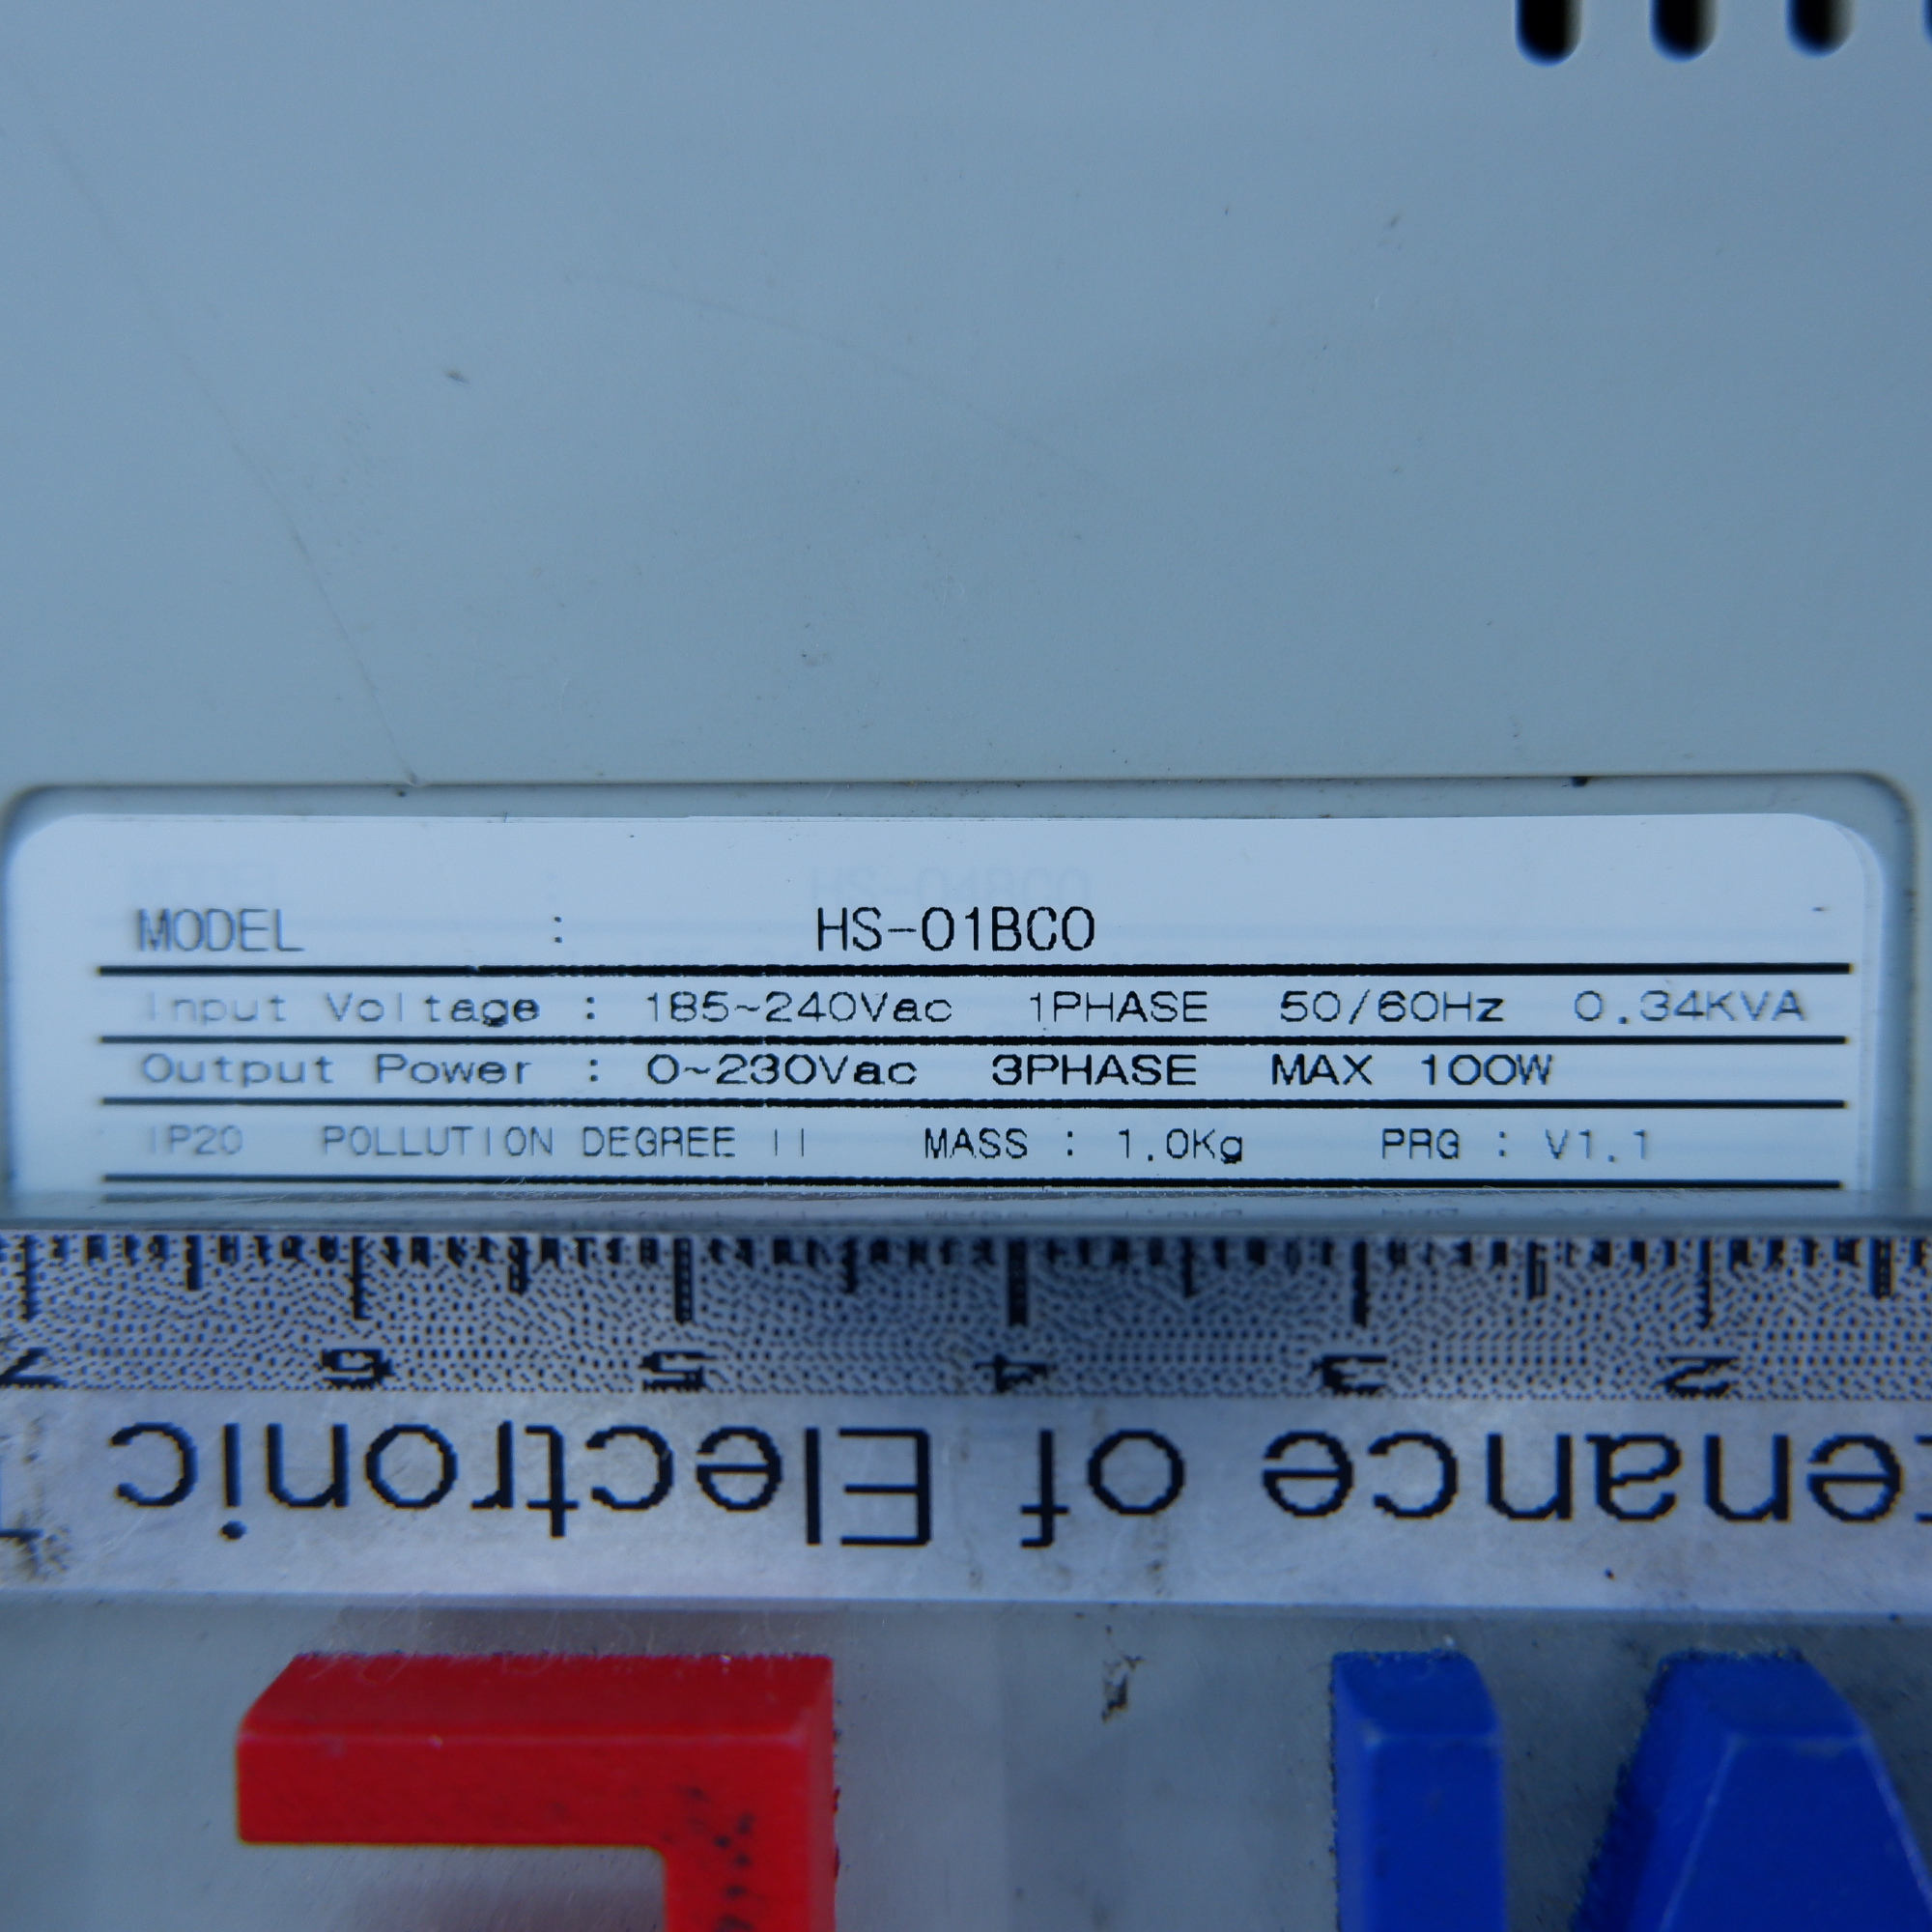 MODEL : HS-01BCO
Input Voltage : 185~240Vac 1PHASE 50/60Hz 0.34KVA
Output Power : 0~230Vac 3PHASE MAX 100W
IP20 POLLUTION DEGREE II MASS : 1.0Kg PRG : V1.1
2 3 4 5 6 7
enance of Electronic